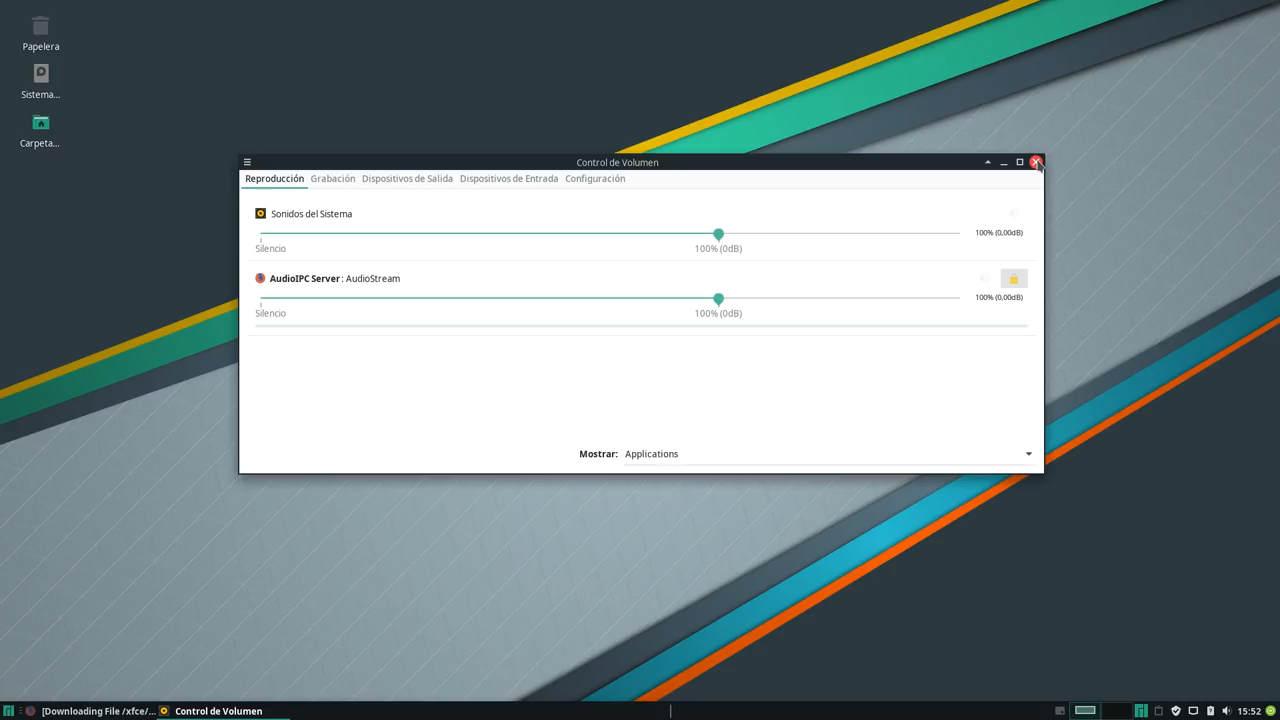 Papelera
Sistema...
Carpeta...
Control de Volumen
Reproducción Grabación Dispositivos de Salida Dispositivos de Entrada Configuración
Sonidos del Sistema
100% (0,00dB)
Silencio 100% (0dB)
AudioIPC Server : AudioStream
100% (0,00dB)
Silencio 100% (0dB)
Mostrar: Applications
[Downloading File /xfce/... Control de Volumen 15:52